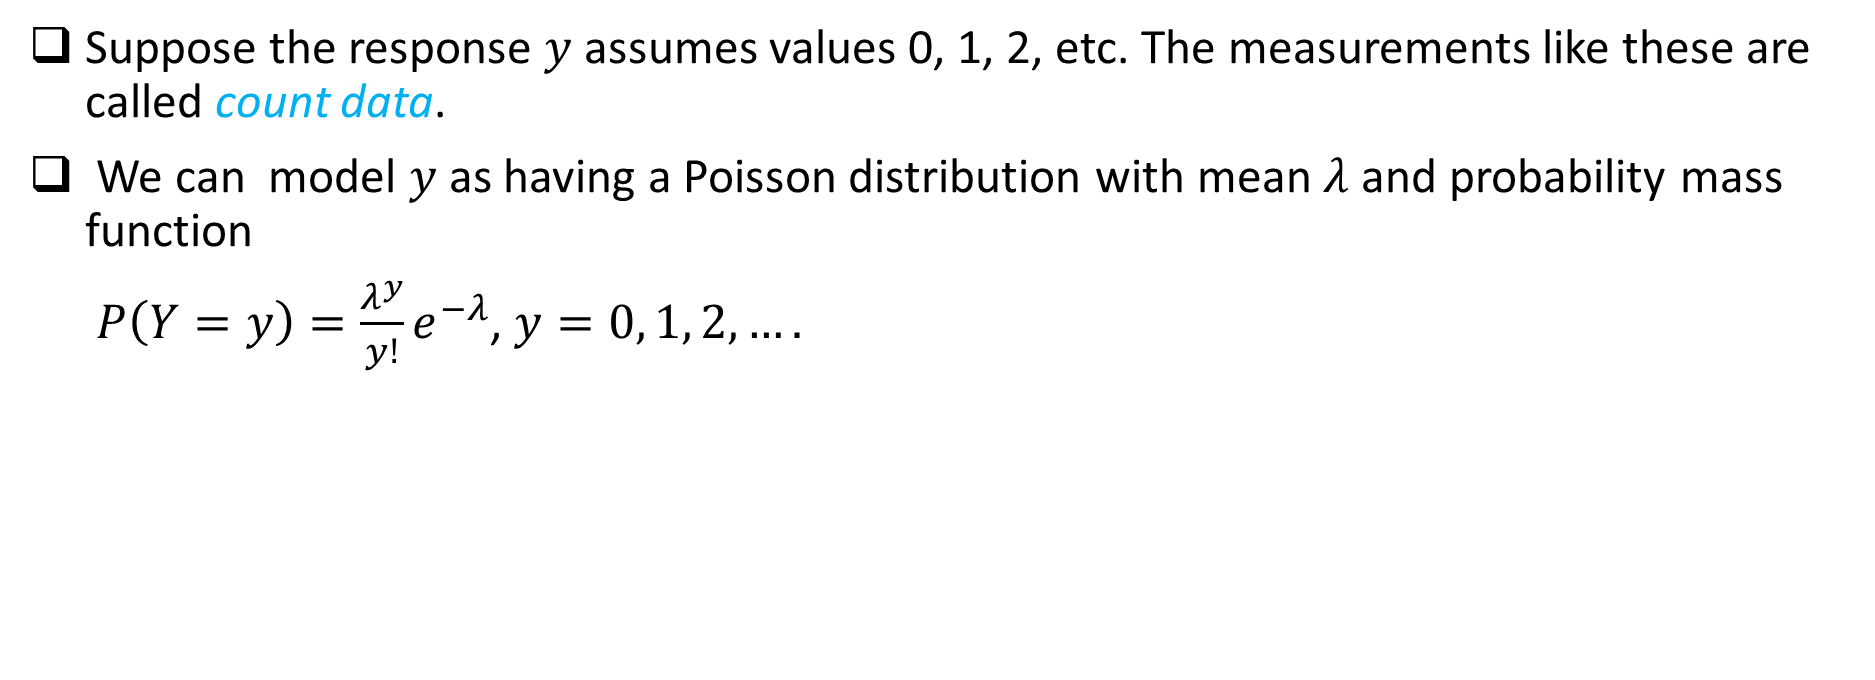 ❑ Suppose the response y assumes values 0, 1, 2, etc. The measurements like these are
called count data.
❑ We can model y as having a Poisson distribution with mean λ and probability mass
function
P(Y = y) = \frac{λ^y}{y!} e^{−λ}, y = 0, 1, 2, … .